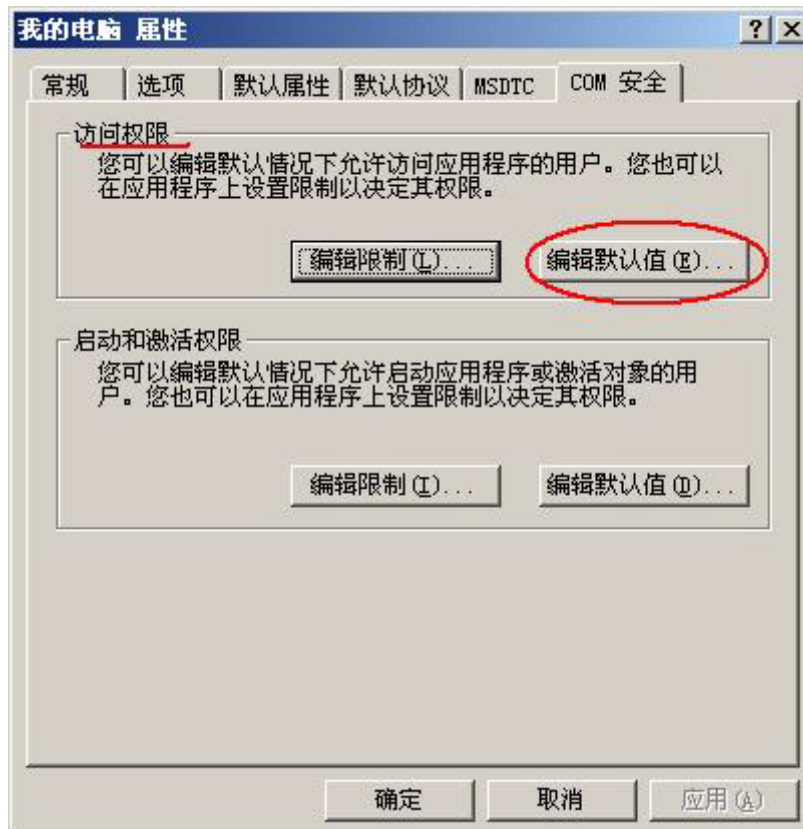 我的电脑 属性
常规 选项 默认属性 默认协议 MSDTC COM 安全
访问权限
您可以编辑默认情况下允许访问应用程序的用户。您也可以
在应用程序上设置限制以决定其权限。
编辑限制(L)... 编辑默认值(E)...
启动和激活权限
您可以编辑默认情况下允许启动应用程序或激活对象的用
户。您也可以在应用程序上设置限制以决定其权限。
编辑限制(I)... 编辑默认值(D)...
确定 取消 应用(A)